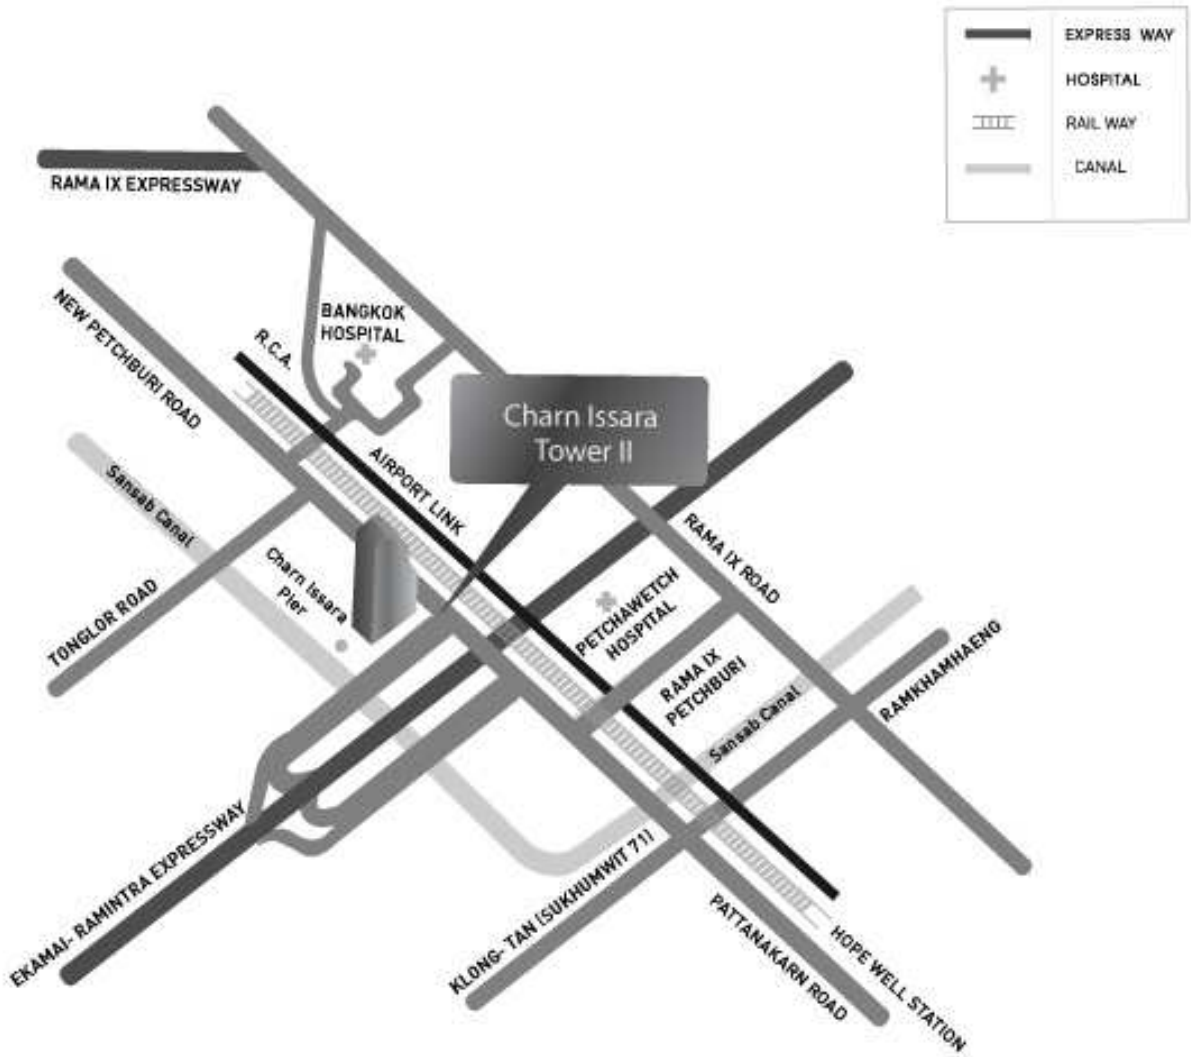 EXPRESS WAY
HOSPITAL
RAIL WAY
CANAL
RAMA IX EXPRESSWAY
NEW PETCHBURI ROAD
R.C.A.
BANGKOK
HOSPITAL
Charn Issara
Tower II
AIRPORT LINK
Sansab Canal
Charn Issara
Pier
TONGLOR ROAD
RAMA IX ROAD
PETCHAWETCH
HOSPITAL
RAMA IX
PETCHBURI
Sansab Canal
RAMKHAMHAENG
EKAMAI- RAMINTRA EXPRESSWAY
KLONG- TAN (SUKHUMWIT 71)
PATTANAKARN ROAD
HOPE WELL STATION